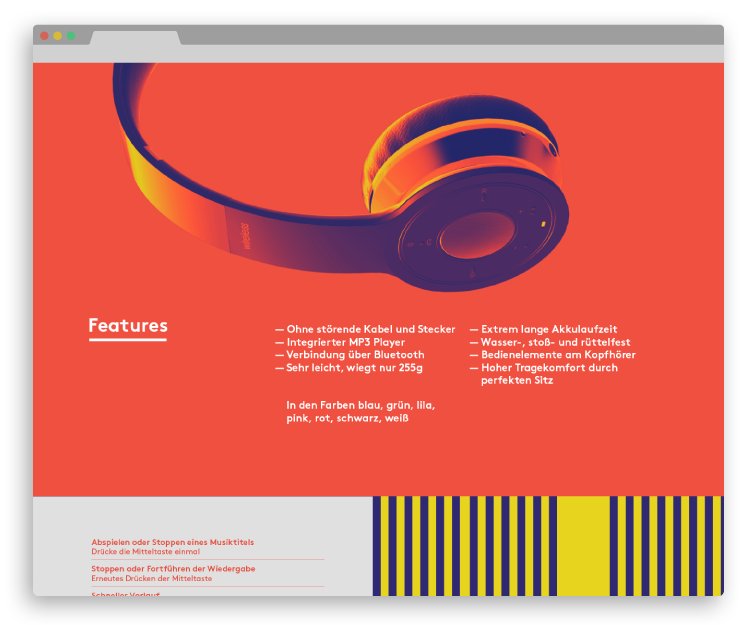 wireless
Features
— Ohne störende Kabel und Stecker
— Integrierter MP3 Player
— Verbindung über Bluetooth
— Sehr leicht, wiegt nur 255g
In den Farben blau, grün, lila,
pink, rot, schwarz, weiß
— Extrem lange Akkulaufzeit
— Wasser-, stoß- und rüttelfest
— Bedienelemente am Kopfhörer
— Hoher Tragekomfort durch
perfekten Sitz
Abspielen oder Stoppen eines Musiktitels
Drücke die Mitteltaste einmal
Stoppen oder Fortführen der Wiedergabe
Erneutes Drücken der Mitteltaste
Schneller Vorlauf